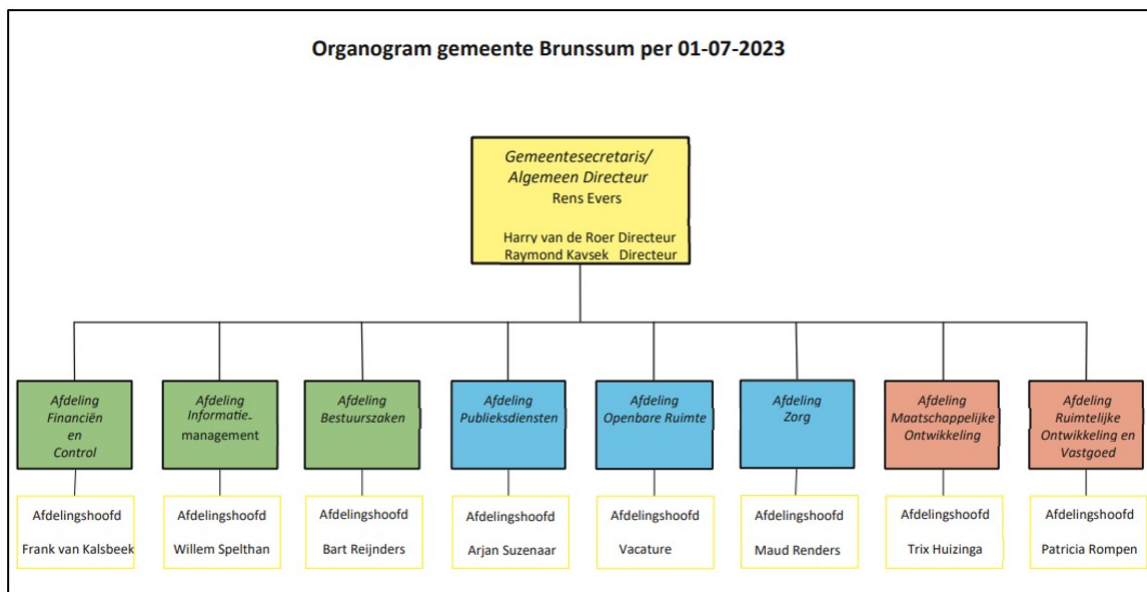 Organogram gemeente Brunssum per 01-07-2023
Gemeentesecretaris/
Algemeen Directeur
Rens Evers
Harry van de Roer Directeur
Raymond Kavsek Directeur
Afdeling
Financiën
en
Control
Afdeling
Informatie-
management
Afdeling
Bestuurszaken
Afdeling
Publieksdiensten
Afdeling
Openbare Ruimte
Afdeling
Zorg
Afdeling
Maatschappelijke
Ontwikkeling
Afdeling
Ruimtelijke
Ontwikkeling en
Vastgoed
Afdelingshoofd
Frank van Kalsbeek
Afdelingshoofd
Willem Spelthan
Afdelingshoofd
Bart Reijnders
Afdelingshoofd
Arjan Suzenaar
Afdelingshoofd
Vacature
Afdelingshoofd
Maud Renders
Afdelingshoofd
Trix Huizinga
Afdelingshoofd
Patricia Rompen